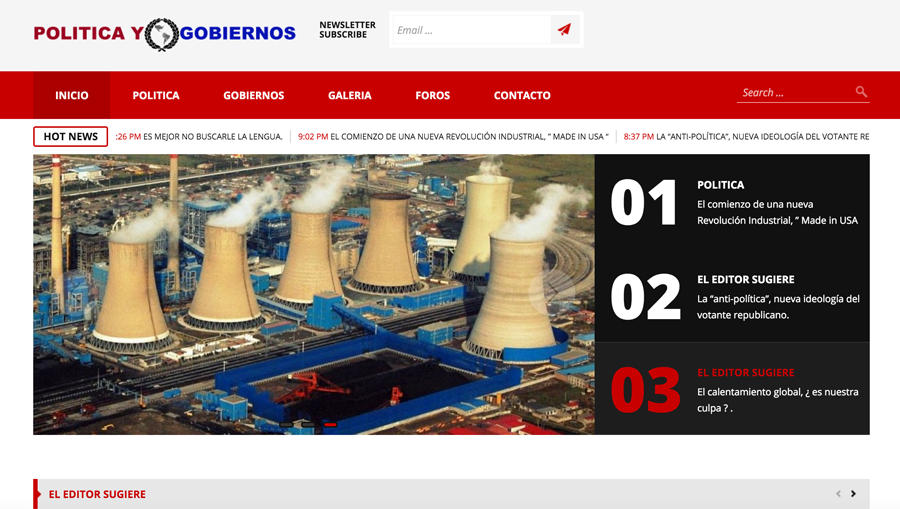 POLITICA Y GOBIERNOS
NEWSLETTER
SUBSCRIBE
Email ...
INICIO
POLITICA
GOBIERNOS
GALERIA
FOROS
CONTACTO
Search ...
HOT NEWS
:26 PM ES MEJOR NO BUSCARLE LA LENGUA.
9:02 PM EL COMIENZO DE UNA NUEVA REVOLUCIÓN INDUSTRIAL, " MADE IN USA "
8:37 PM LA "ANTI-POLÍTICA", NUEVA IDEOLOGÍA DEL VOTANTE RE
01
POLITICA
El comienzo de una nueva
Revolución Industrial, " Made in USA
02
EL EDITOR SUGIERE
La "anti-política", nueva ideología del
votante republicano.
03
EL EDITOR SUGIERE
El calentamiento global, ¿ es nuestra
culpa ? .
EL EDITOR SUGIERE